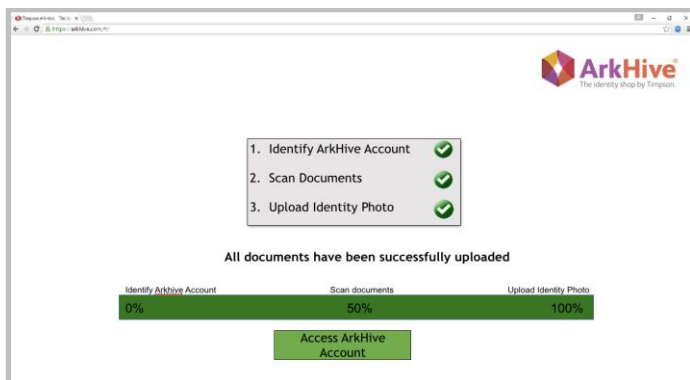 https://arkhive.com/#/
ArkHive®
The identity shop by Timpson.
1. Identify ArkHive Account
2. Scan Documents
3. Upload Identity Photo
All documents have been successfully uploaded
Identify Arkhive Account
Scan documents
Upload Identity Photo
0%
50%
100%
Access ArkHive
Account